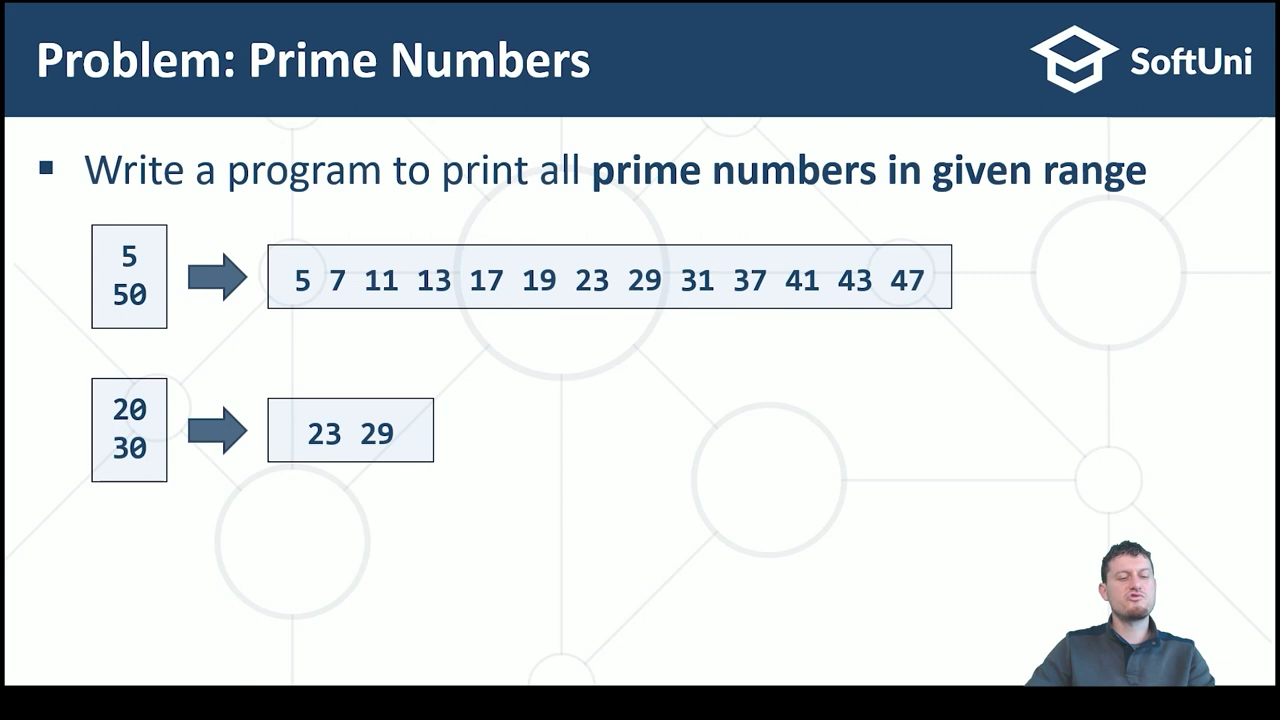 Problem: Prime Numbers
SoftUni
▪ Write a program to print all prime numbers in given range
5
50
5 7 11 13 17 19 23 29 31 37 41 43 47
20
30
23 29